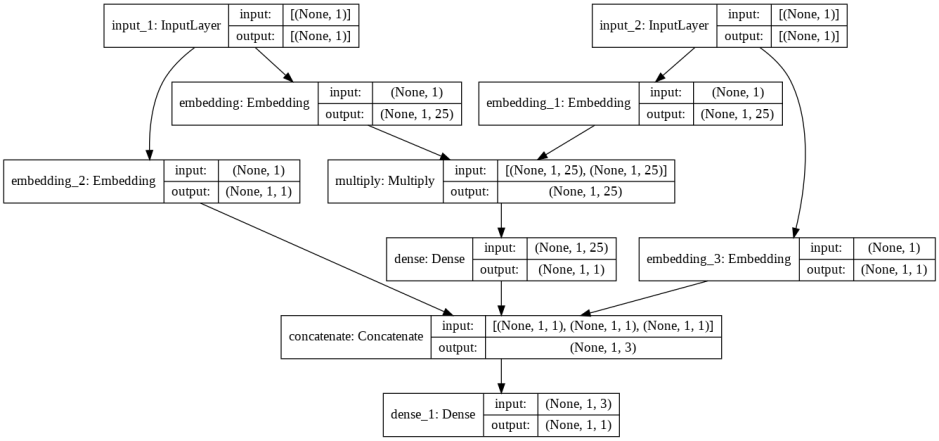 input_1: InputLayer input: [(None, 1)] output: [(None, 1)]
input_2: InputLayer input: [(None, 1)] output: [(None, 1)]
embedding: Embedding input: (None, 1) output: (None, 1, 25)
embedding_1: Embedding input: (None, 1) output: (None, 1, 25)
embedding_2: Embedding input: (None, 1) output: (None, 1, 1)
multiply: Multiply input: [(None, 1, 25), (None, 1, 25)] output: (None, 1, 25)
dense: Dense input: (None, 1, 25) output: (None, 1, 1)
embedding_3: Embedding input: (None, 1) output: (None, 1, 1)
concatenate: Concatenate input: [(None, 1, 1), (None, 1, 1), (None, 1, 1)] output: (None, 1, 3)
dense_1: Dense input: (None, 1, 3) output: (None, 1, 1)